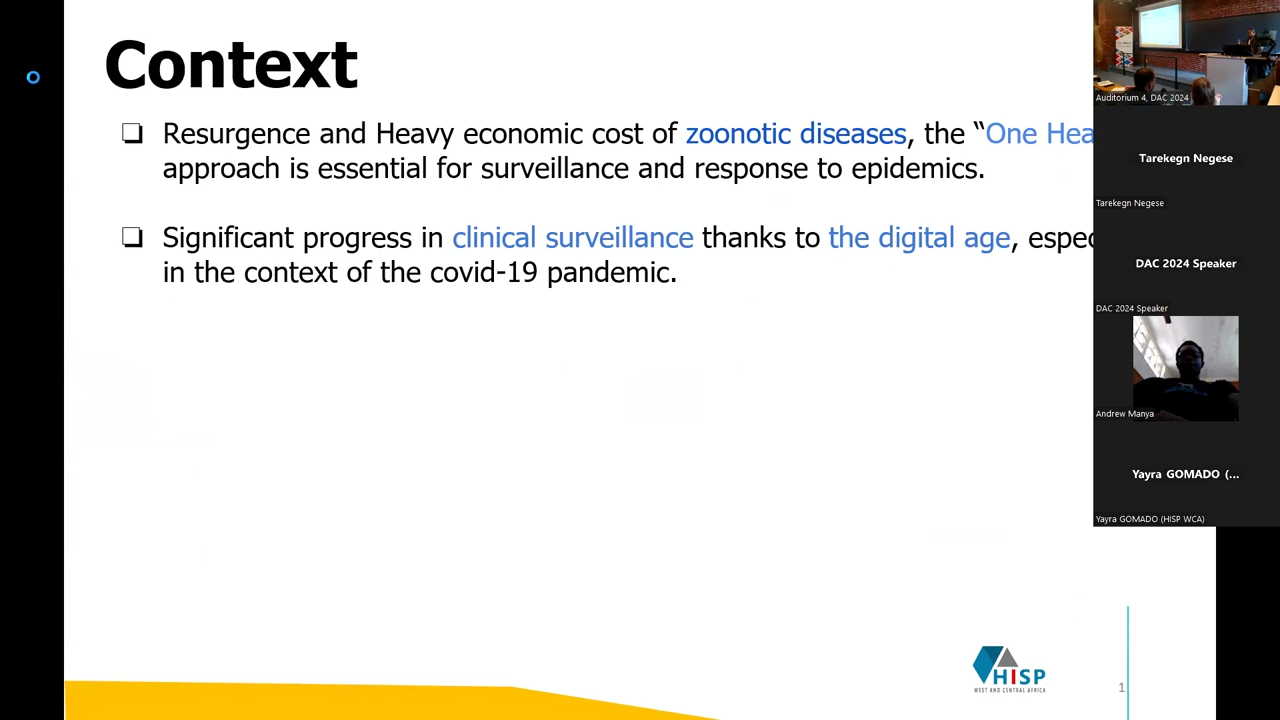 Context
❑ Resurgence and Heavy economic cost of zoonotic diseases, the “One Hea
approach is essential for surveillance and response to epidemics.
❑ Significant progress in clinical surveillance thanks to the digital age, espec
in the context of the covid-19 pandemic.
HISP
WEST AND CENTRAL AFRICA
1
Auditorium 4, DAC 2024
Tarekegn Negese
Tarekegn Negese
DAC 2024 Speaker
DAC 2024 Speaker
Andrew Manya
Yayra GOMADO (...
Yayra GOMADO (HISP WCA)